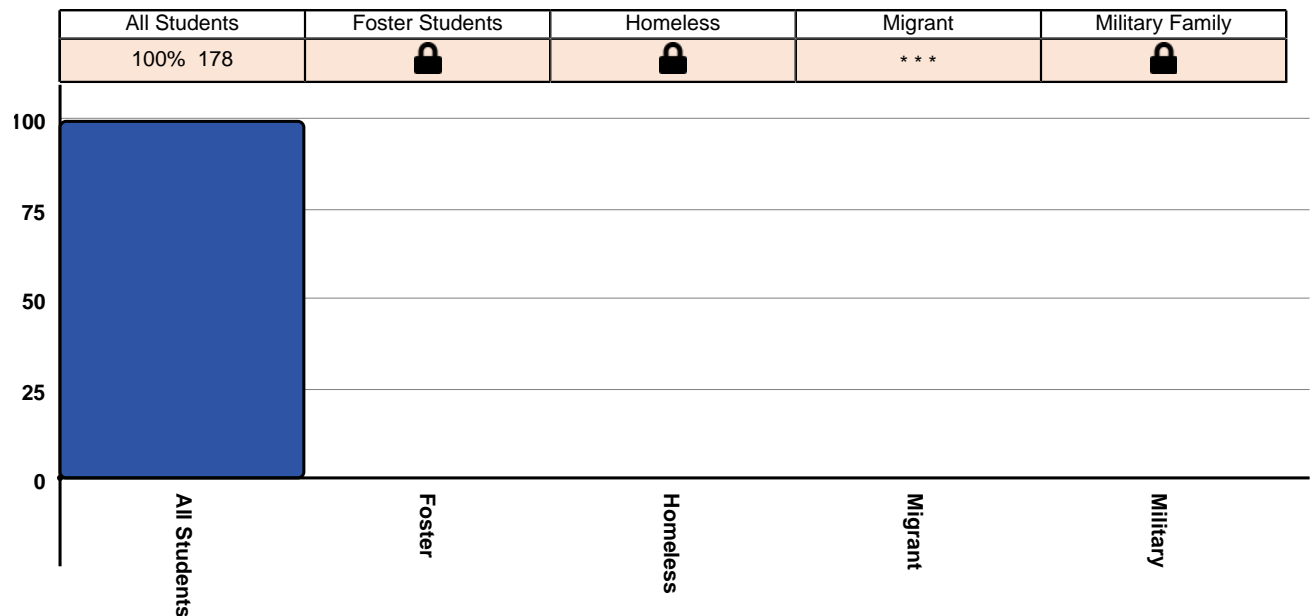 All Students Foster Students Homeless Migrant Military Family
100% 178 * * *
100
75
50
25
0
All Students Foster Homeless Migrant Military